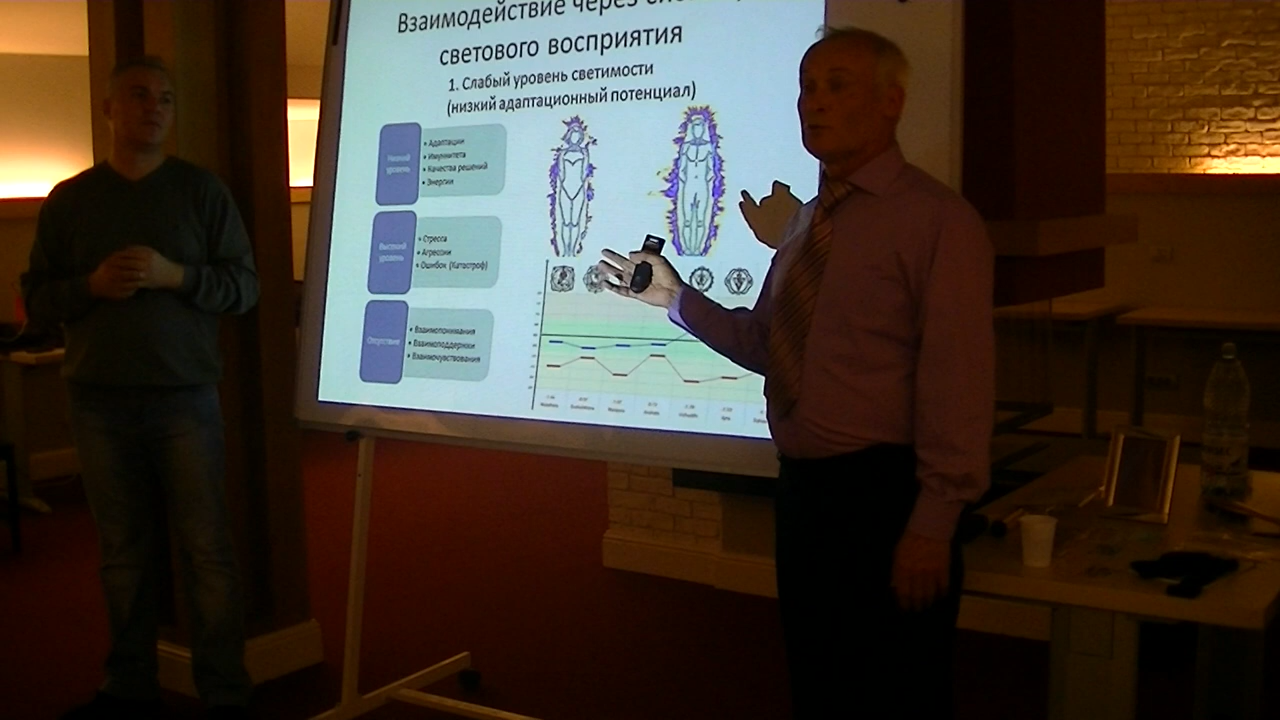 Взаимодействие через
светового восприятия
1. Слабый уровень светимости
(низкий адаптационный потенциал)
Низкий
уровень
• Адаптации
• Иммунитета
• Качества решений
• Энергии
Высокий
уровень
• Стресса
• Агрессии
• Ошибок (Катастроф)
Отсутствие
• Взаимопонимания
• Взаимоподдержки
• Взаимочувствования